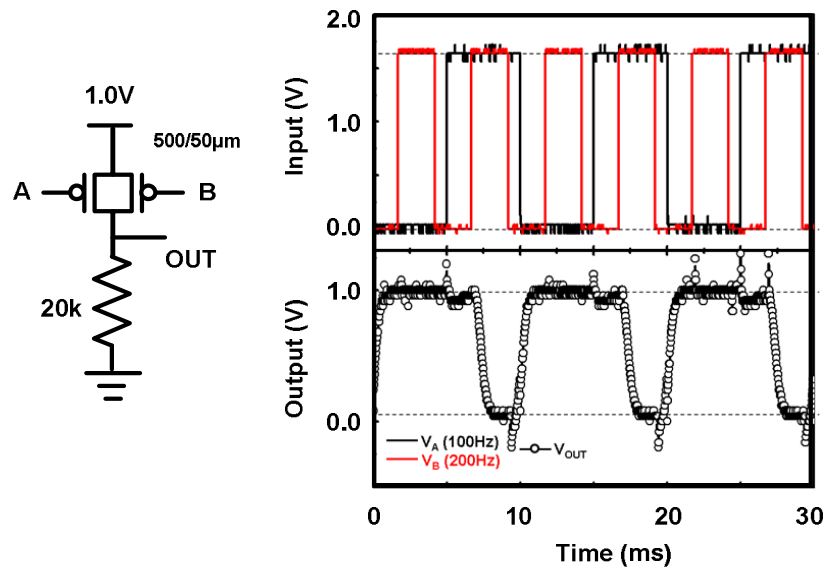 1.0V
500/50μm
A
B
OUT
20k
Input (V)
2.0
1.0
0.0
Output (V)
1.0
0.0
V_A (100Hz)
V_B (200Hz)
V_OUT
0
10
20
30
Time (ms)